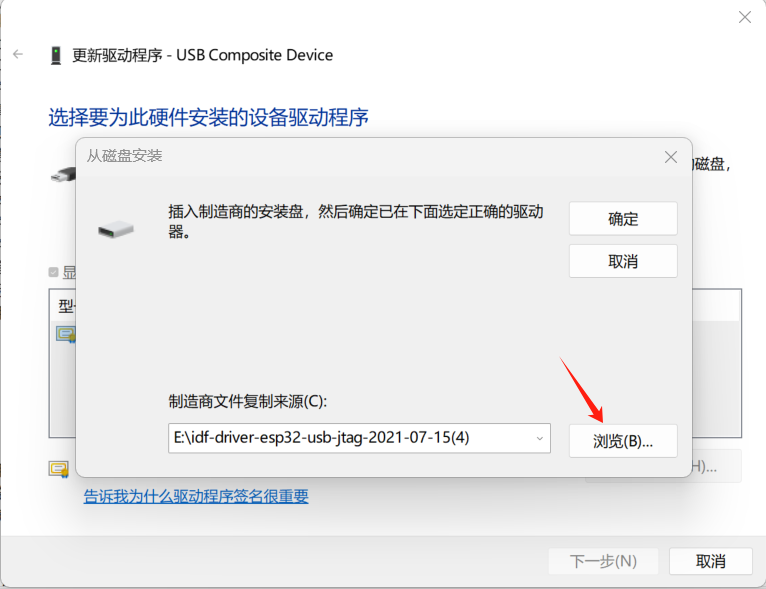 更新驱动程序 - USB Composite Device
选择要为此硬件安装的设备驱动程序
从磁盘安装
磁盘，
插入制造商的安装盘，然后确定已在下面选定正确的驱动
器。
确定
取消
显
型
制造商文件复制来源(C):
E:\idf-driver-esp32-usb-jtag-2021-07-15(4)
浏览(B)...
H)...
告诉我为什么驱动程序签名很重要
下一步(N)
取消